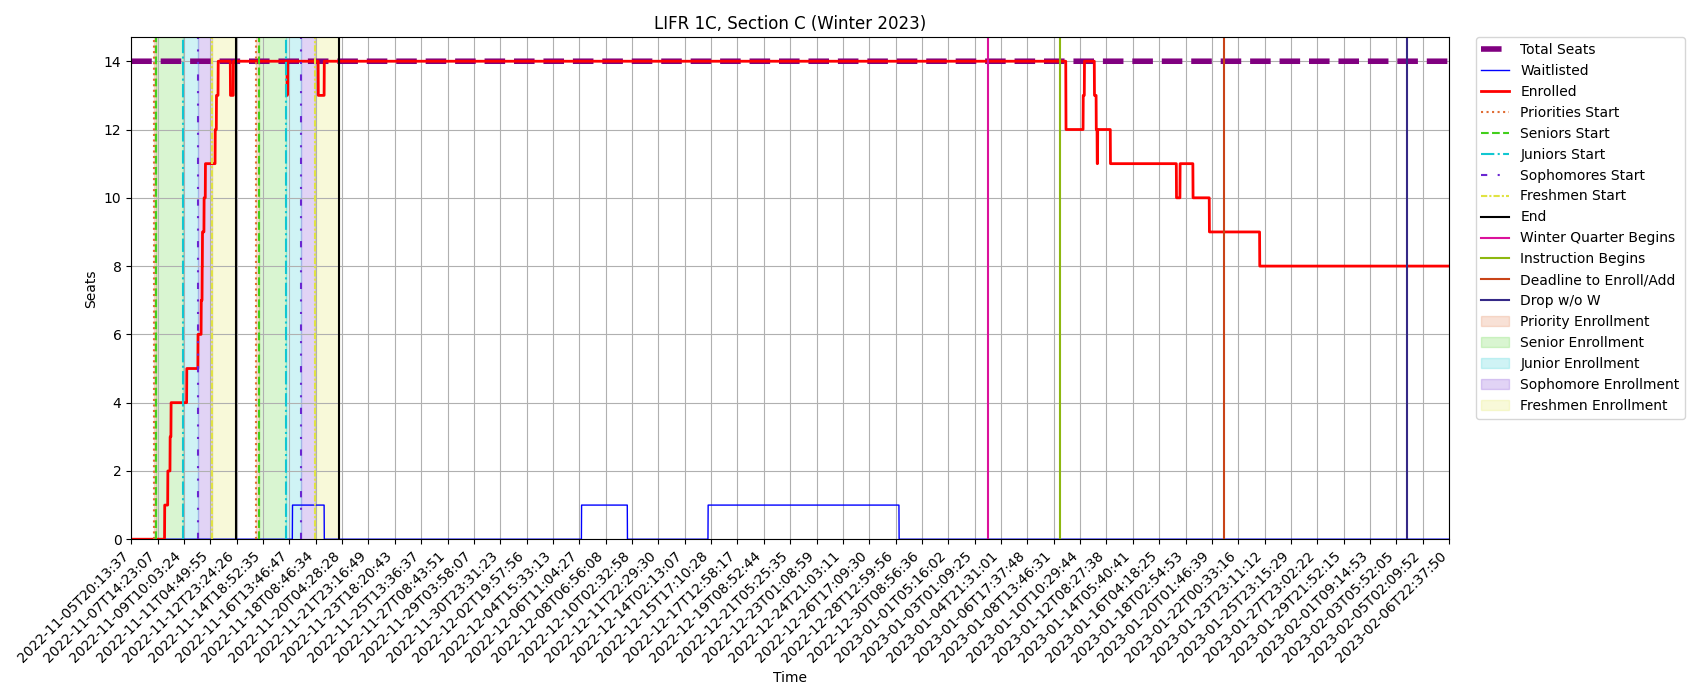 LIFR 1C, Section C (Winter 2023)
Seats
14
12
10
8
6
4
2
0
2022-11-05T20:13:37
2022-11-07T14:23:07
2022-11-09T10:03:24
2022-11-11T04:49:55
2022-11-12T23:24:26
2022-11-14T18:52:35
2022-11-16T13:46:47
2022-11-18T08:46:34
2022-11-20T04:28:28
2022-11-21T23:16:49
2022-11-23T18:20:43
2022-11-25T13:36:37
2022-11-27T08:43:51
2022-11-29T03:58:07
2022-11-30T23:31:23
2022-12-02T19:57:56
2022-12-04T15:33:13
2022-12-06T11:04:27
2022-12-08T06:56:08
2022-12-10T02:32:58
2022-12-11T22:29:30
2022-12-14T02:13:07
2022-12-15T17:10:28
2022-12-17T12:58:17
2022-12-19T08:52:44
2022-12-21T05:25:35
2022-12-23T01:08:59
2022-12-24T21:03:11
2022-12-26T17:09:30
2022-12-28T12:59:56
2022-12-30T08:56:36
2023-01-01T05:16:02
2023-01-03T01:09:25
2023-01-04T21:31:01
2023-01-06T17:37:48
2023-01-08T13:46:31
2023-01-10T10:29:44
2023-01-12T08:27:38
2023-01-14T05:40:41
2023-01-16T04:18:25
2023-01-18T02:54:53
2023-01-20T01:46:39
2023-01-22T00:33:16
2023-01-23T23:11:12
2023-01-25T23:15:29
2023-01-27T23:02:22
2023-01-29T21:52:15
2023-02-01T09:14:53
2023-02-03T05:52:05
2023-02-05T02:09:52
2023-02-06T22:37:50
Time
Total Seats
Waitlisted
Enrolled
Priorities Start
Seniors Start
Juniors Start
Sophomores Start
Freshmen Start
End
Winter Quarter Begins
Instruction Begins
Deadline to Enroll/Add
Drop w/o W
Priority Enrollment
Senior Enrollment
Junior Enrollment
Sophomore Enrollment
Freshmen Enrollment